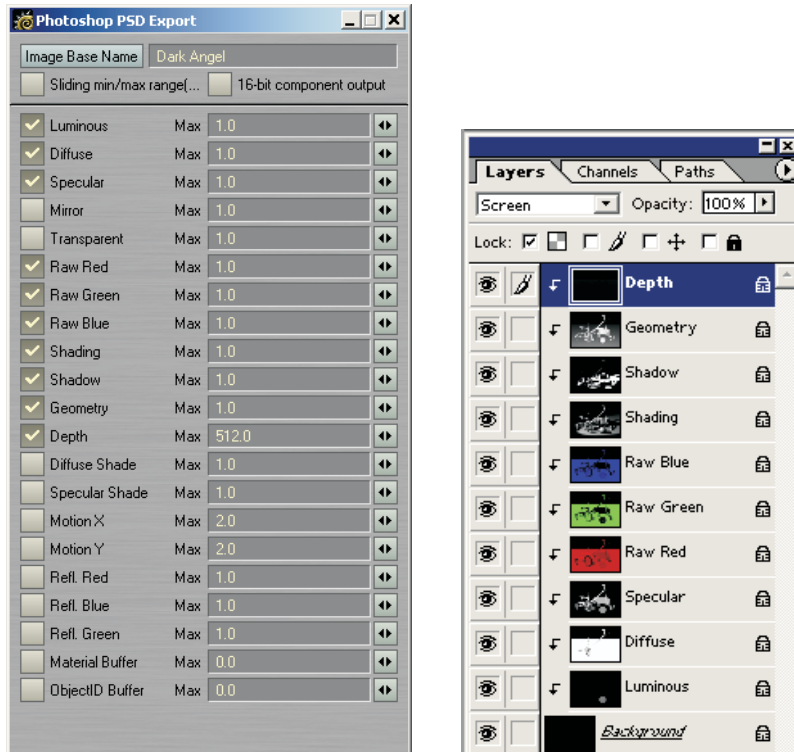 Photoshop PSD Export
Image Base Name Dark Angel
Sliding min/max range(... 16-bit component output
Luminous Max 1.0
Diffuse Max 1.0
Specular Max 1.0
Mirror Max 1.0
Transparent Max 1.0
Raw Red Max 1.0
Raw Green Max 1.0
Raw Blue Max 1.0
Shading Max 1.0
Shadow Max 1.0
Geometry Max 1.0
Depth Max 512.0
Diffuse Shade Max 1.0
Specular Shade Max 1.0
Motion X Max 2.0
Motion Y Max 2.0
Refl. Red Max 1.0
Refl. Blue Max 1.0
Refl. Green Max 1.0
Material Buffer Max 0.0
ObjectID Buffer Max 0.0
Layers Channels Paths
Screen Opacity: 100%
Lock:
Depth
Geometry
Shadow
Shading
Raw Blue
Raw Green
Raw Red
Specular
Diffuse
Luminous
Background